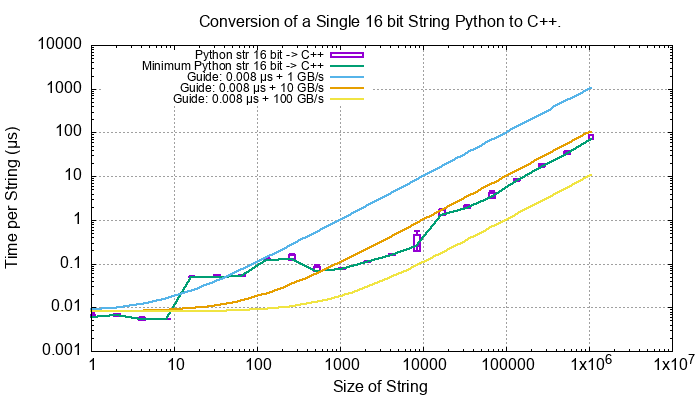 Conversion of a Single 16 bit String Python to C++.
10000
1000
100
10
1
0.1
0.01
0.001
Time per String (µs)
Python str 16 bit -> C++
Minimum Python str 16 bit -> C++
Guide: 0.008 µs + 1 GB/s
Guide: 0.008 µs + 10 GB/s
Guide: 0.008 µs + 100 GB/s
1 10 100 1000 10000 100000 1x10^6 1x10^7
Size of String